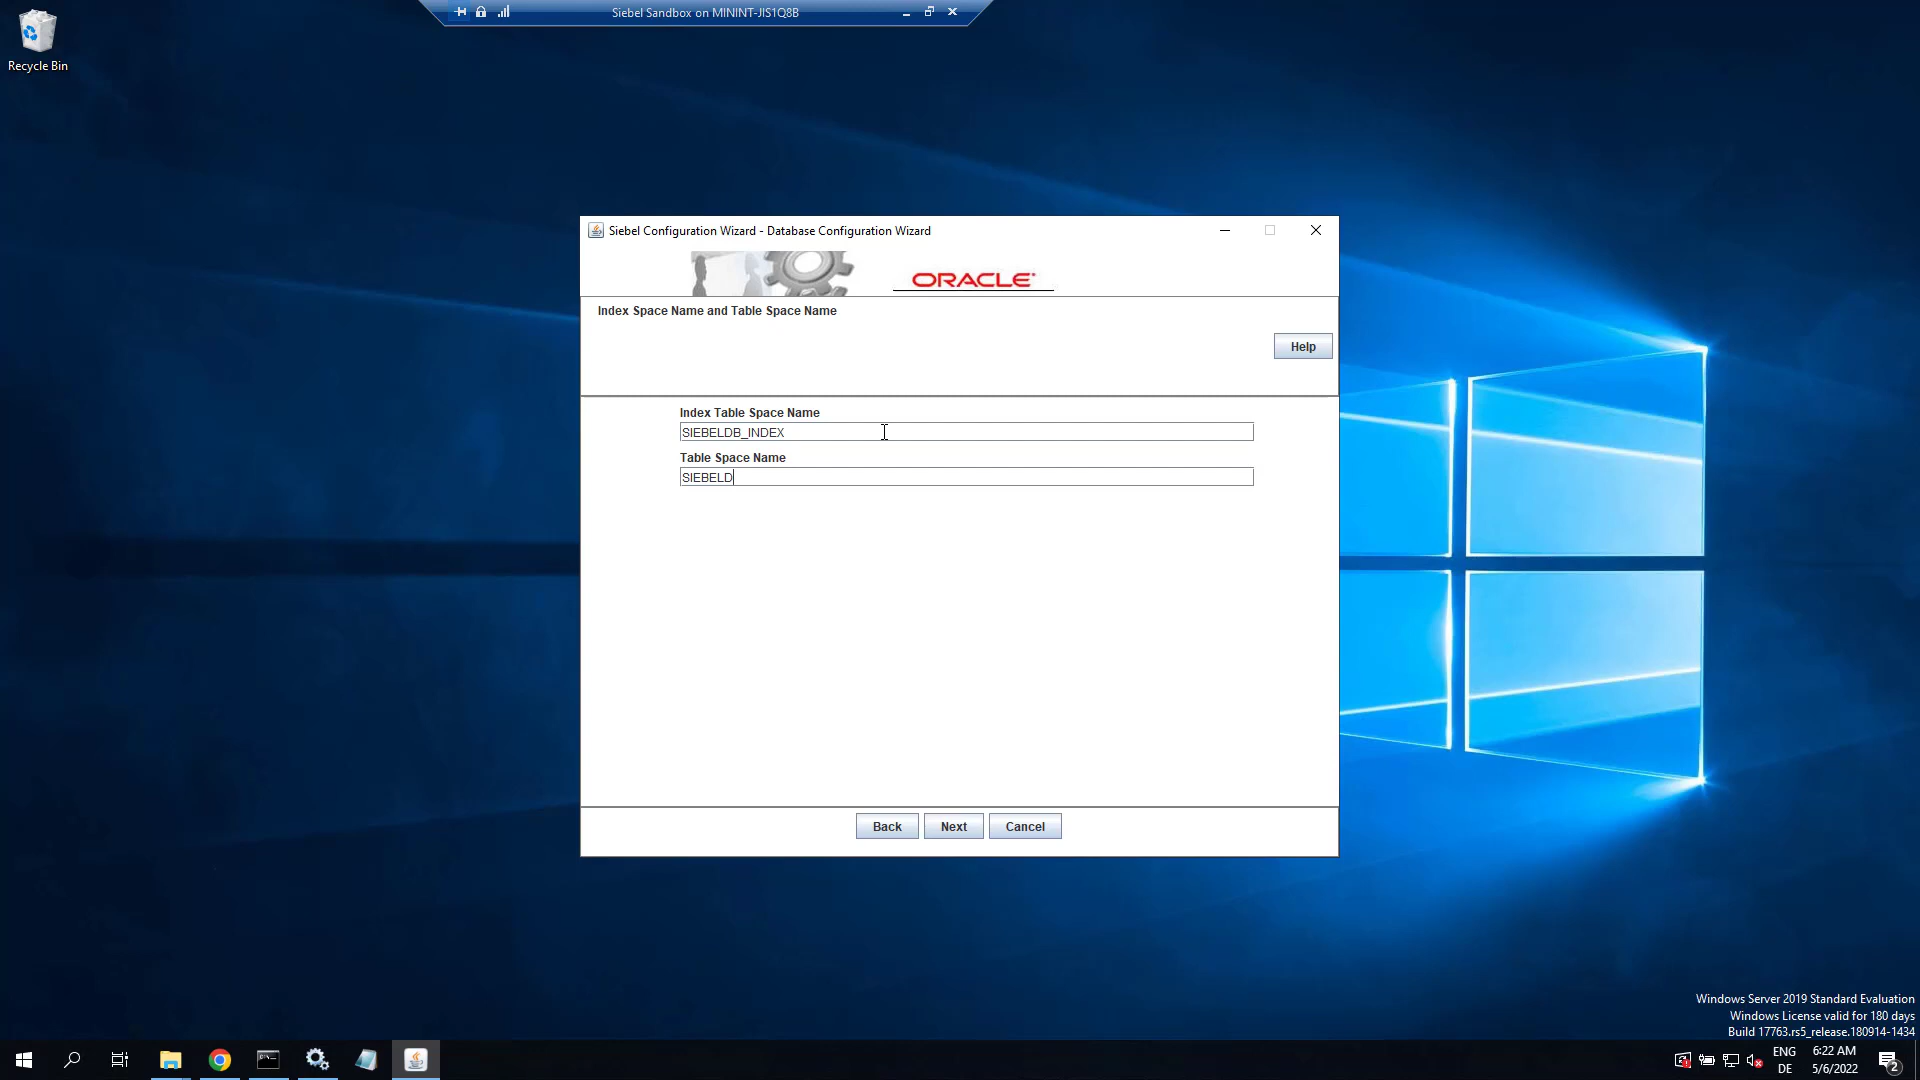 Siebel Sandbox on MININT-JIS1Q8B
Recycle Bin
Siebel Configuration Wizard - Database Configuration Wizard
ORACLE
Index Space Name and Table Space Name
Help
Index Table Space Name
SIEBELDB_INDEX
Table Space Name
SIEBELD
Back Next Cancel
Windows Server 2019 Standard Evaluation
Windows License valid for 180 days
Build 17763.rs5_release.180914-1434
ENG 6:22 AM
DE 5/6/2022
2